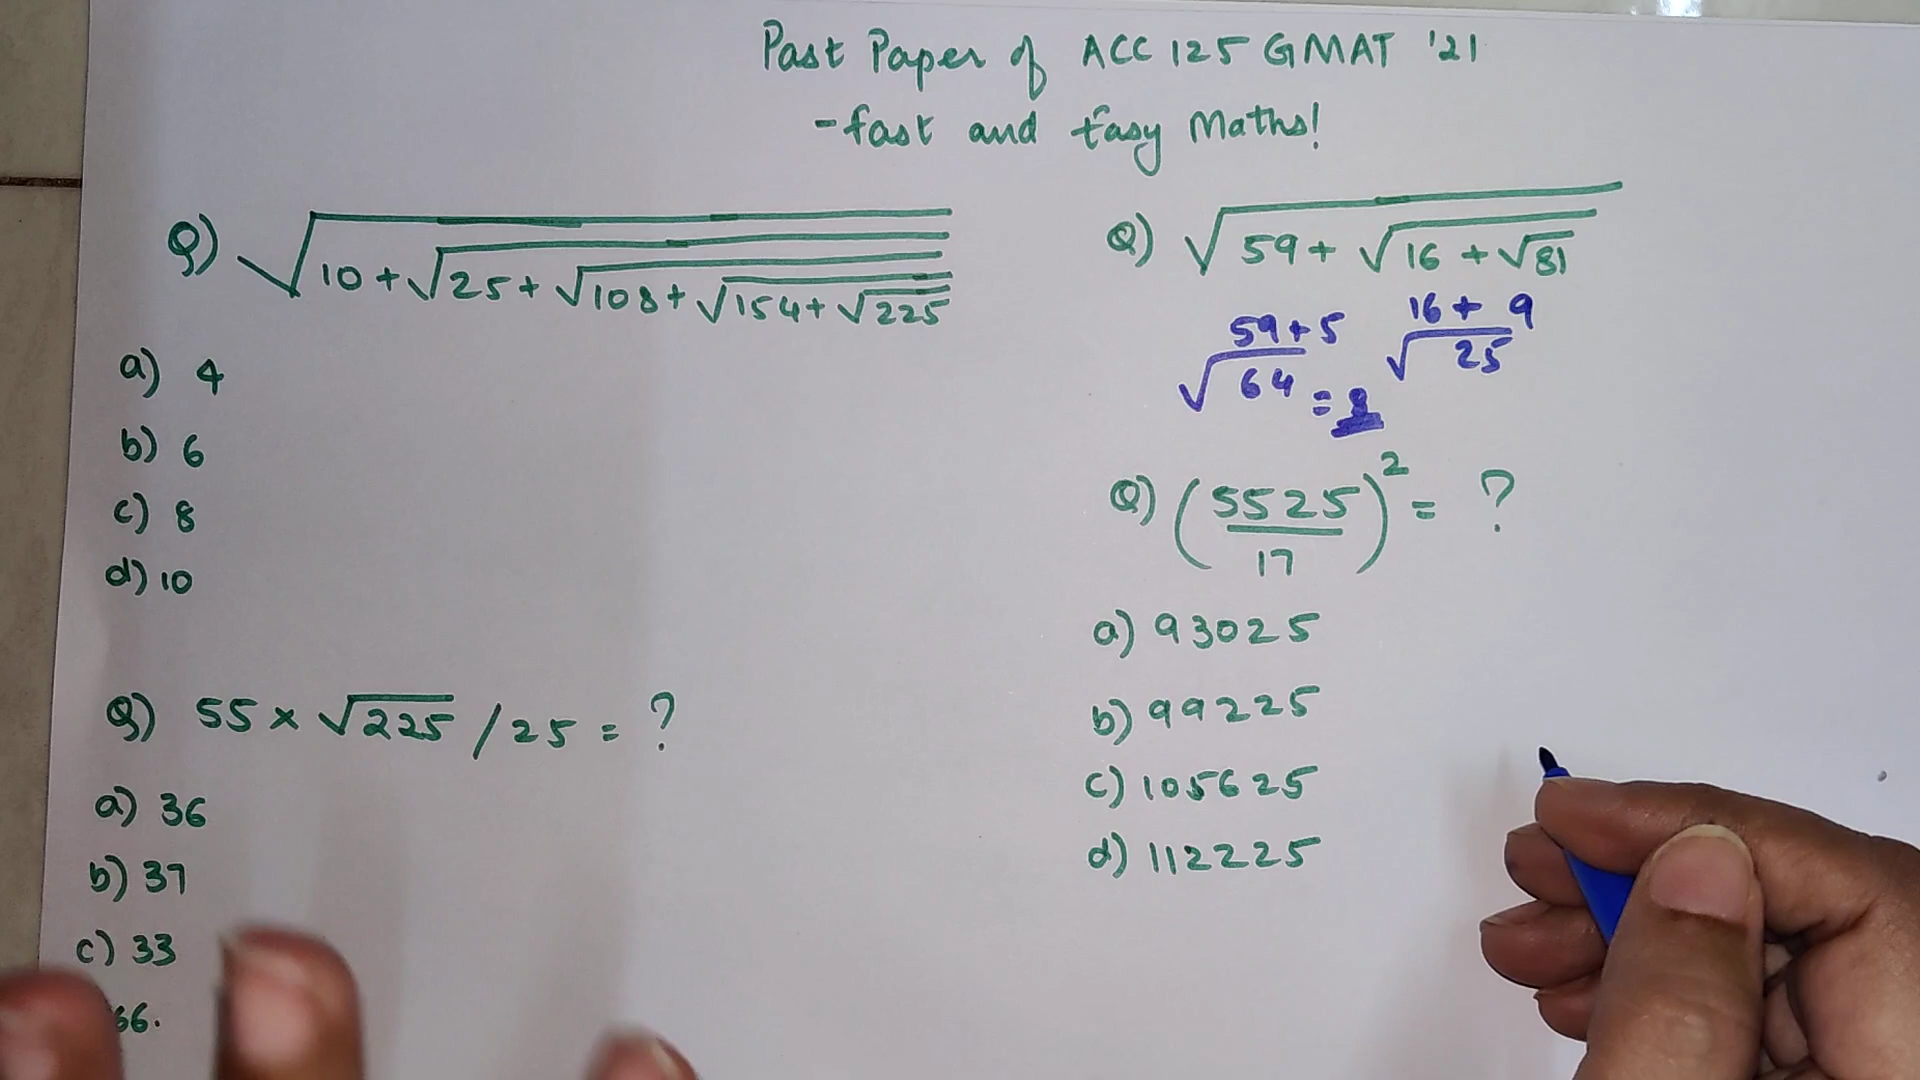 Past Paper of ACC 125 GMAT '21
-fast and Easy Maths!
Q) √10+√25+√108+√154+√225
a) 4
b) 6
c) 8
d) 10
Q) 55 × √225 / 25 = ?
a) 36
b) 37
c) 33
66.
Q) √59+√16+√81
59+5 16+9
√64 = 8 √25
Q) (5525/17)² = ?
a) 93025
b) 99225
c) 105625
d) 112225